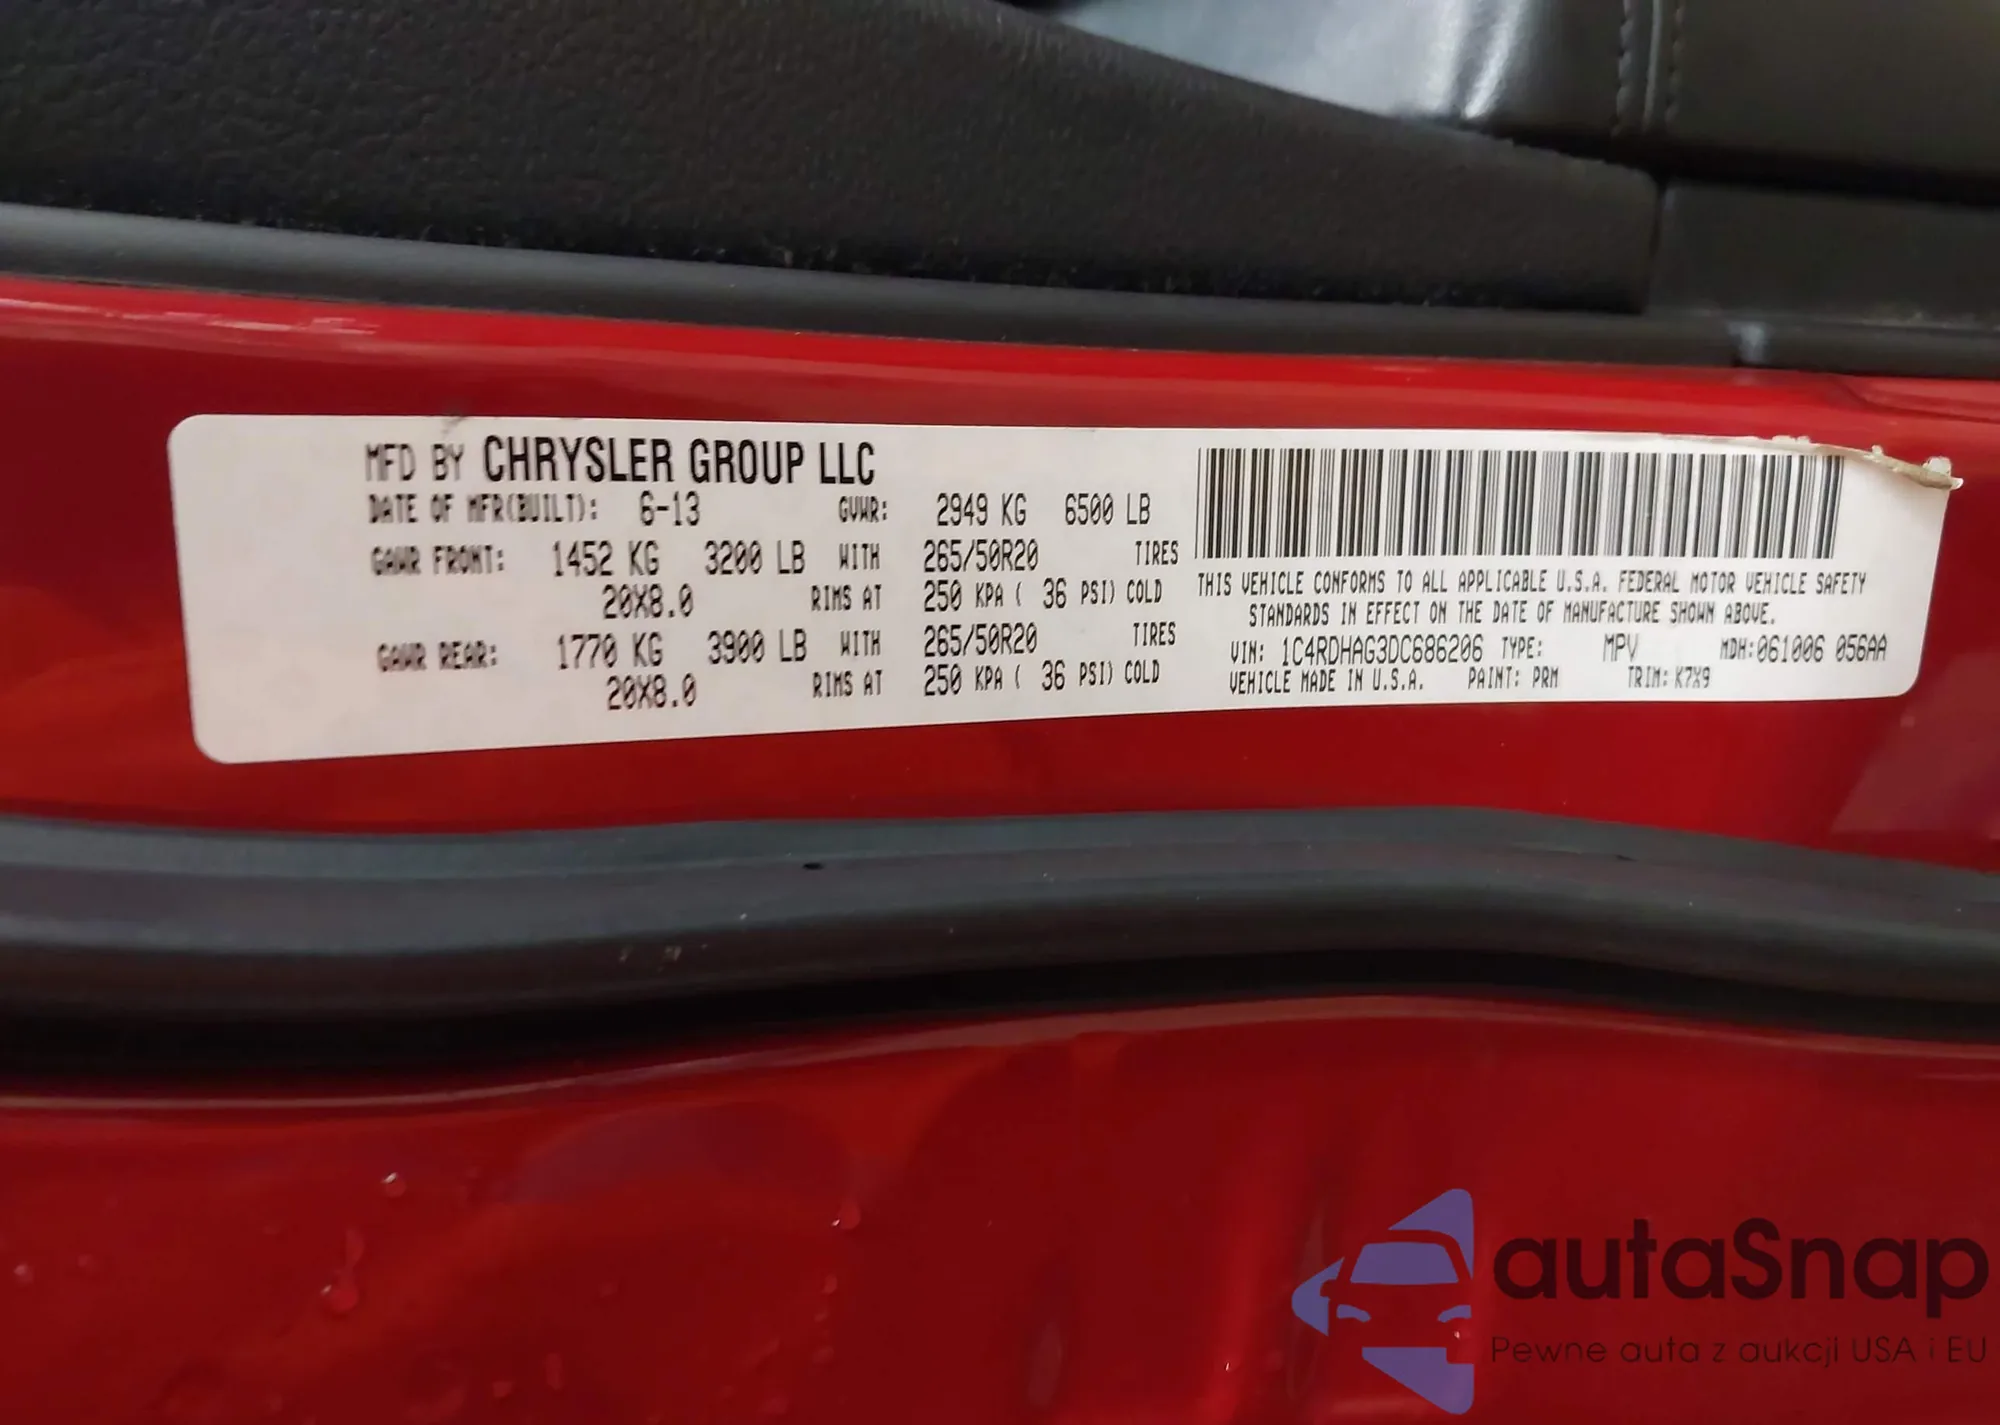 MFD BY CHRYSLER GROUP LLC
DATE OF MFR(BUILT): 6-13 GVWR: 2949 KG 6500 LB
GAWR FRONT: 1452 KG 3200 LB WITH 265/50R20 TIRES
20X8.0 RIMS AT 250 KPA ( 36 PSI) COLD
GAWR REAR: 1770 KG 3900 LB WITH 265/50R20 TIRES
20X8.0 RIMS AT 250 KPA ( 36 PSI) COLD
THIS VEHICLE CONFORMS TO ALL APPLICABLE U.S.A. FEDERAL MOTOR VEHICLE SAFETY
STANDARDS IN EFFECT ON THE DATE OF MANUFACTURE SHOWN ABOVE.
VIN: 1C4RDHAG3DC686206 TYPE: MPV MDH:061006 056AA
VEHICLE MADE IN U.S.A. PAINT: PRM TRIM: K7X9
autaSnap
Pewne auta z aukcji USA i EU